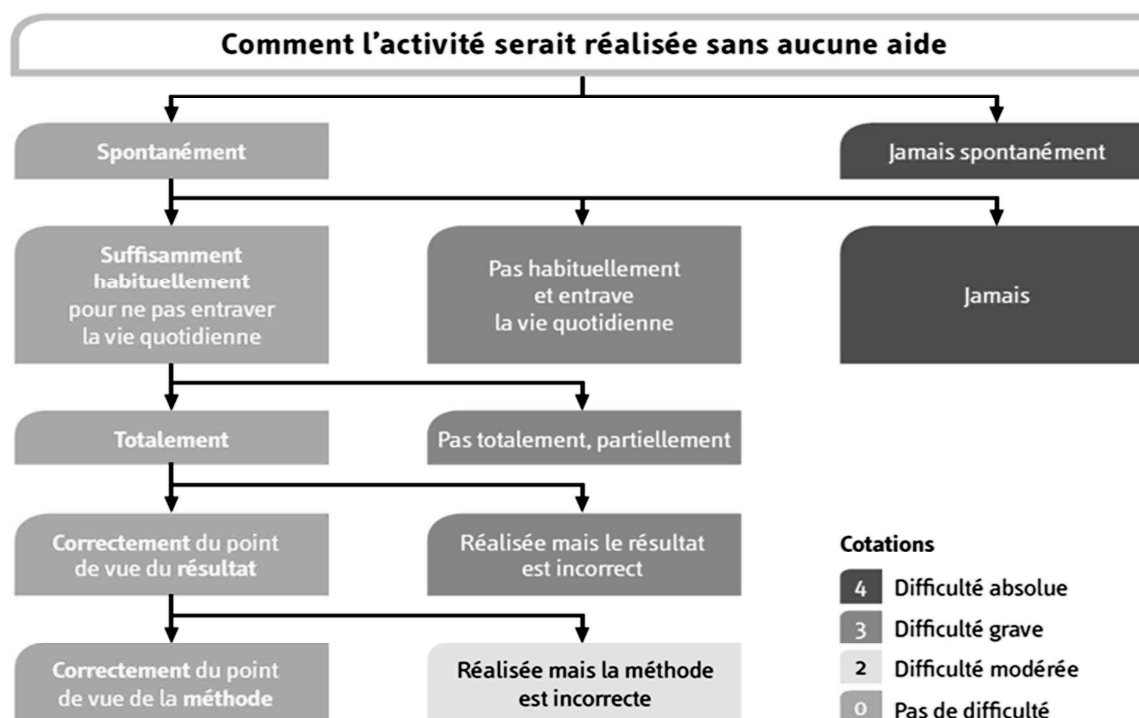 Comment l'activité serait réalisée sans aucune aide
Spontanément
Jamais spontanément
Suffisamment
habituellement
pour ne pas entraver
la vie quotidienne
Pas habituellement
et entrave
la vie quotidienne
Jamais
Totalement
Pas totalement, partiellement
Correctement du point
de vue du résultat
Réalisée mais le résultat
est incorrect
Correctement du point
de vue de la méthode
Réalisée mais la méthode
est incorrecte
Cotations
4 Difficulté absolue
3 Difficulté grave
2 Difficulté modérée
0 Pas de difficulté